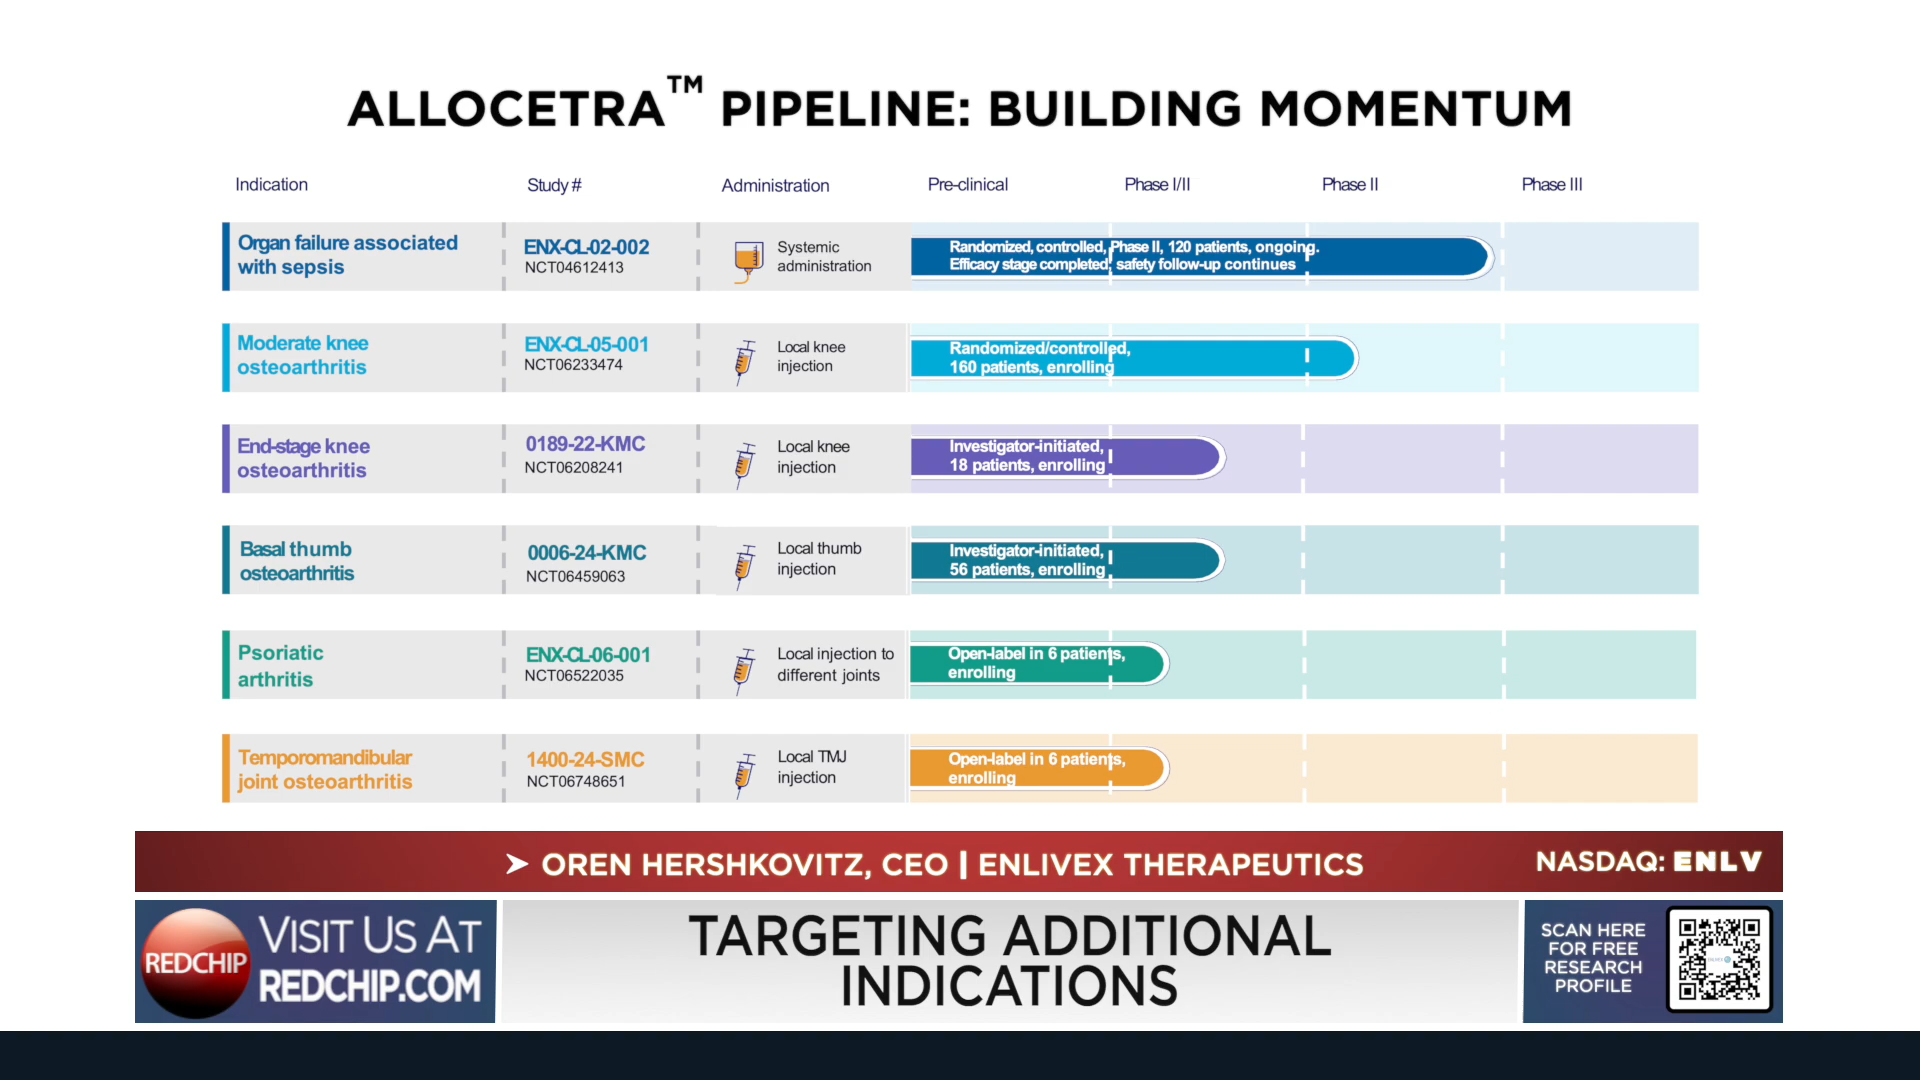 ALLOCETRA™ PIPELINE: BUILDING MOMENTUM
Indication Study # Administration Pre-clinical Phase I/II Phase II Phase III
Organ failure associated
with sepsis
ENX-CL-02-002
NCT04612413
Systemic
administration
Randomized, controlled, Phase II, 120 patients, ongoing.
Efficacy stage completed; safety follow-up continues
Moderate knee
osteoarthritis
ENX-CL-05-001
NCT06233474
Local knee
injection
Randomized/controlled,
160 patients, enrolling
End-stage knee
osteoarthritis
0189-22-KMC
NCT06208241
Local knee
injection
Investigator-initiated,
18 patients, enrolling
Basal thumb
osteoarthritis
0006-24-KMC
NCT06459063
Local thumb
injection
Investigator-initiated,
56 patients, enrolling
Psoriatic
arthritis
ENX-CL-06-001
NCT06522035
Local injection to
different joints
Open-label in 6 patients,
enrolling
Temporomandibular
joint osteoarthritis
1400-24-SMC
NCT06748651
Local TMJ
injection
Open-label in 6 patients,
enrolling
➤ OREN HERSHKOVITZ, CEO | ENLIVEX THERAPEUTICS
NASDAQ: ENLV
REDCHIP
VISIT US AT
REDCHIP.COM
TARGETING ADDITIONAL
INDICATIONS
SCAN HERE
FOR FREE
RESEARCH
PROFILE